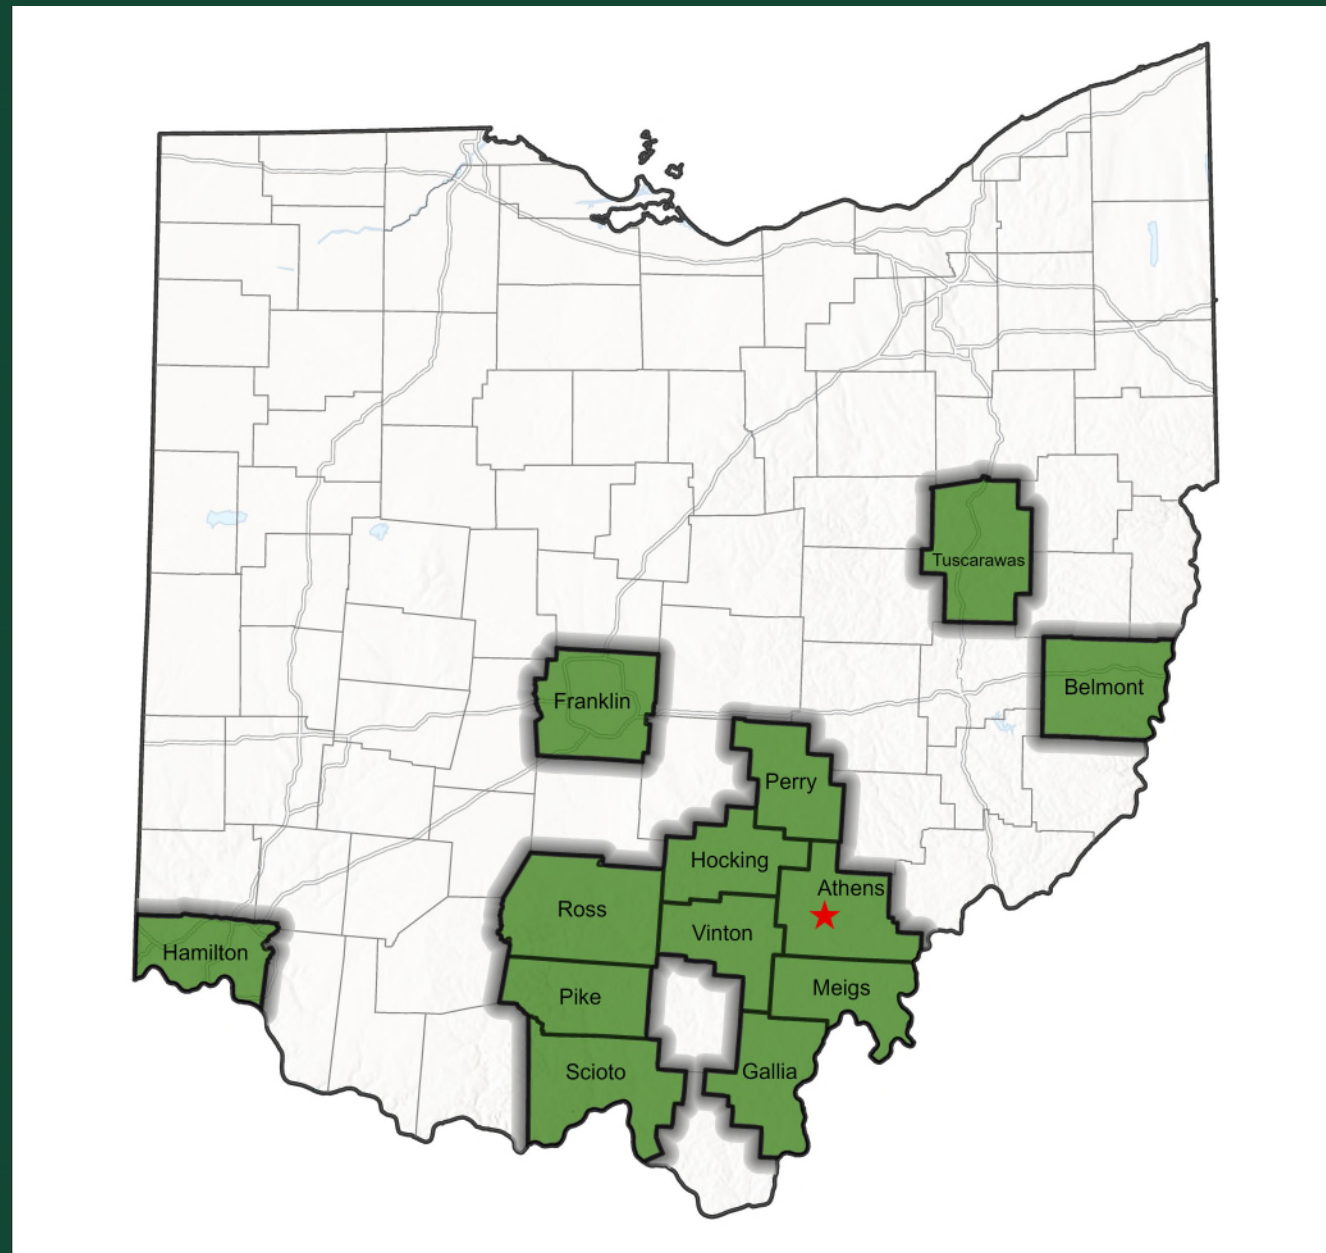 Tuscarawas
Belmont
Franklin
Perry
Hocking
Athens
Ross
Vinton
Hamilton
Meigs
Pike
Scioto
Gallia